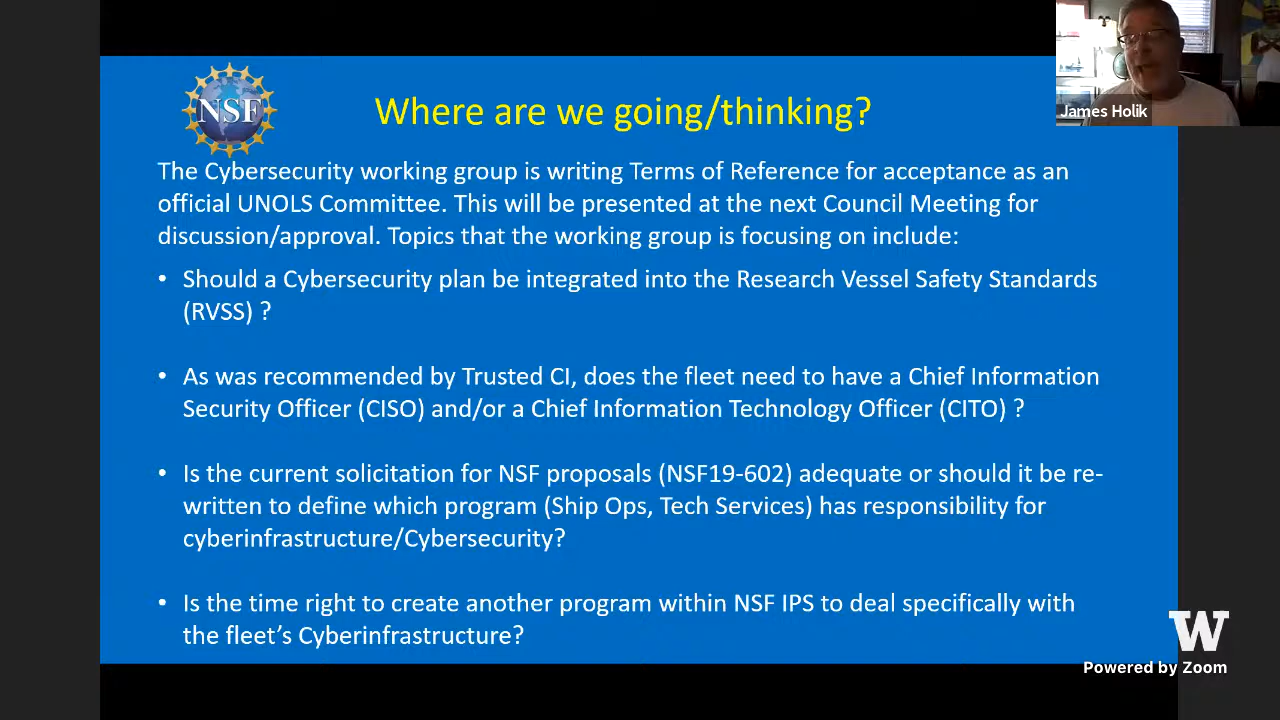 NSF
Where are we going/thinking?
James Holik
The Cybersecurity working group is writing Terms of Reference for acceptance as an
official UNOLS Committee. This will be presented at the next Council Meeting for
discussion/approval. Topics that the working group is focusing on include:
• Should a Cybersecurity plan be integrated into the Research Vessel Safety Standards
(RVSS) ?
• As was recommended by Trusted CI, does the fleet need to have a Chief Information
Security Officer (CISO) and/or a Chief Information Technology Officer (CITO) ?
• Is the current solicitation for NSF proposals (NSF19-602) adequate or should it be re-
written to define which program (Ship Ops, Tech Services) has responsibility for
cyberinfrastructure/Cybersecurity?
• Is the time right to create another program within NSF IPS to deal specifically with
the fleet’s Cyberinfrastructure?
W
Powered by Zoom